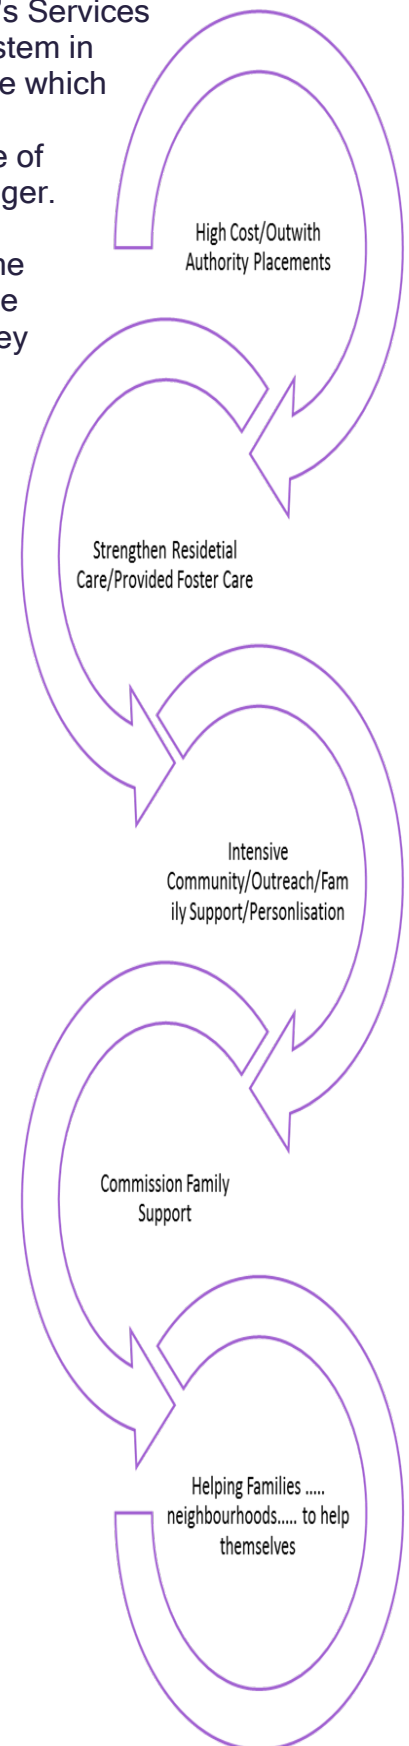 's Services
stem in
e which
e of
ger.
ne
e
ey
High Cost/Outwith
Authority Placements
Strengthen Residetial
Care/Provided Foster Care
Intensive
Community/Outreach/Fam
ily Support/Personlisation
Commission Family
Support
Helping Families .....
neighbourhoods..... to help
themselves